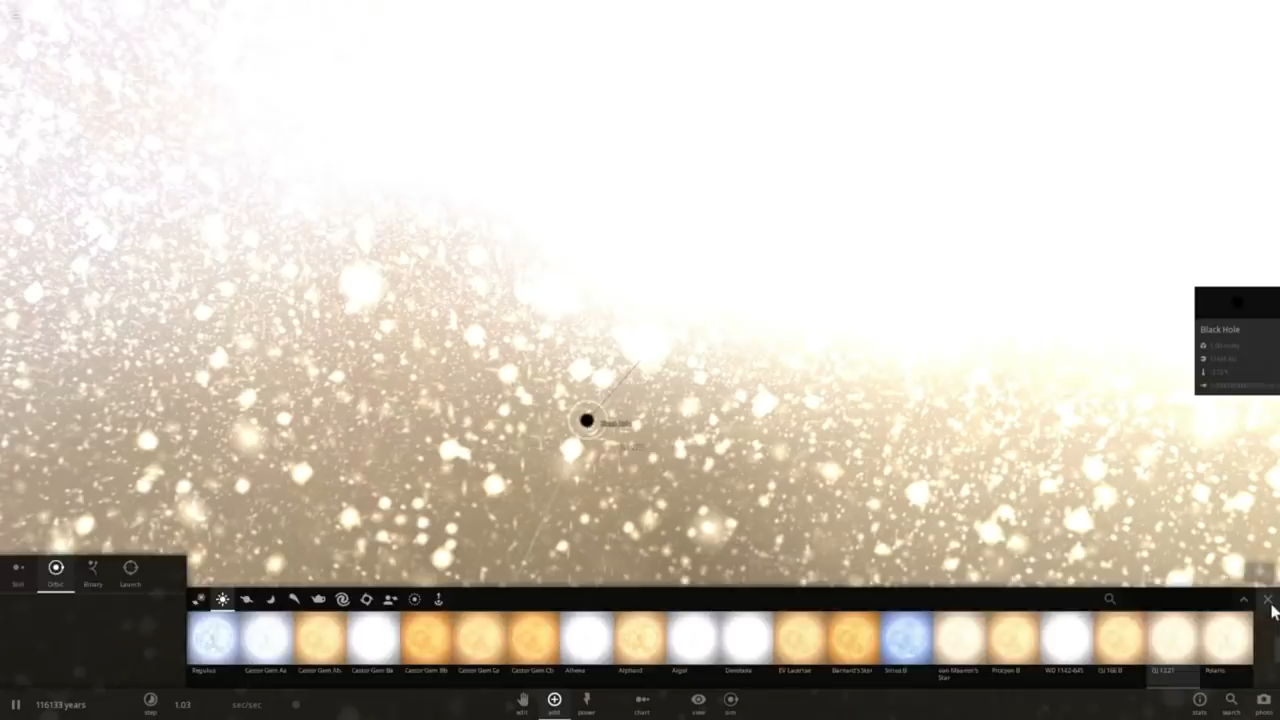 Black Hole
Still
Orbit
Binary
Launch
Regulus
Castor Gem Aa
Castor Gem Ab
Castor Gem Ba
Castor Gem Bb
Castor Gem Ca
Castor Gem Cb
Alhena
Alphard
Algol
Denebola
EV Lacertae
Barnard's Star
Sirius B
van Maanen's
Star
Procyon B
WD 1142-645
GJ 1221
Polaris
116133 years
step
1.03
sec/sec
edit
add
power
chart
view
sim
stats
search
photo